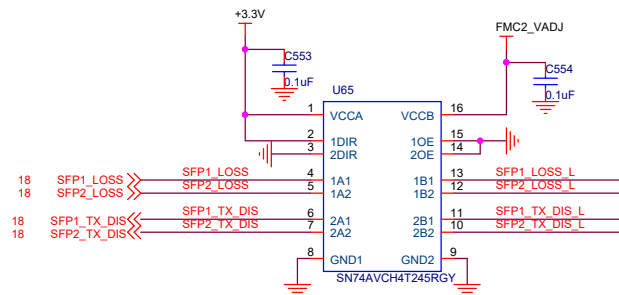 +3.3V
FMC2_VADJ
C553
0.1uF
C554
0.1uF
U65
1 VCCA VCCB 16
2 1DIR 1OE 15
3 2DIR 2OE 14
18 SFP1_LOSS SFP1_LOSS 4 1A1 1B1 13 SFP1_LOSS_L
18 SFP2_LOSS SFP2_LOSS 5 1A2 1B2 12 SFP2_LOSS_L
18 SFP1_TX_DIS SFP1_TX_DIS 6 2A1 2B1 11 SFP1_TX_DIS_L
18 SFP2_TX_DIS SFP2_TX_DIS 7 2A2 2B2 10 SFP2_TX_DIS_L
8 GND1 GND2 9
SN74AVCH4T245RGY